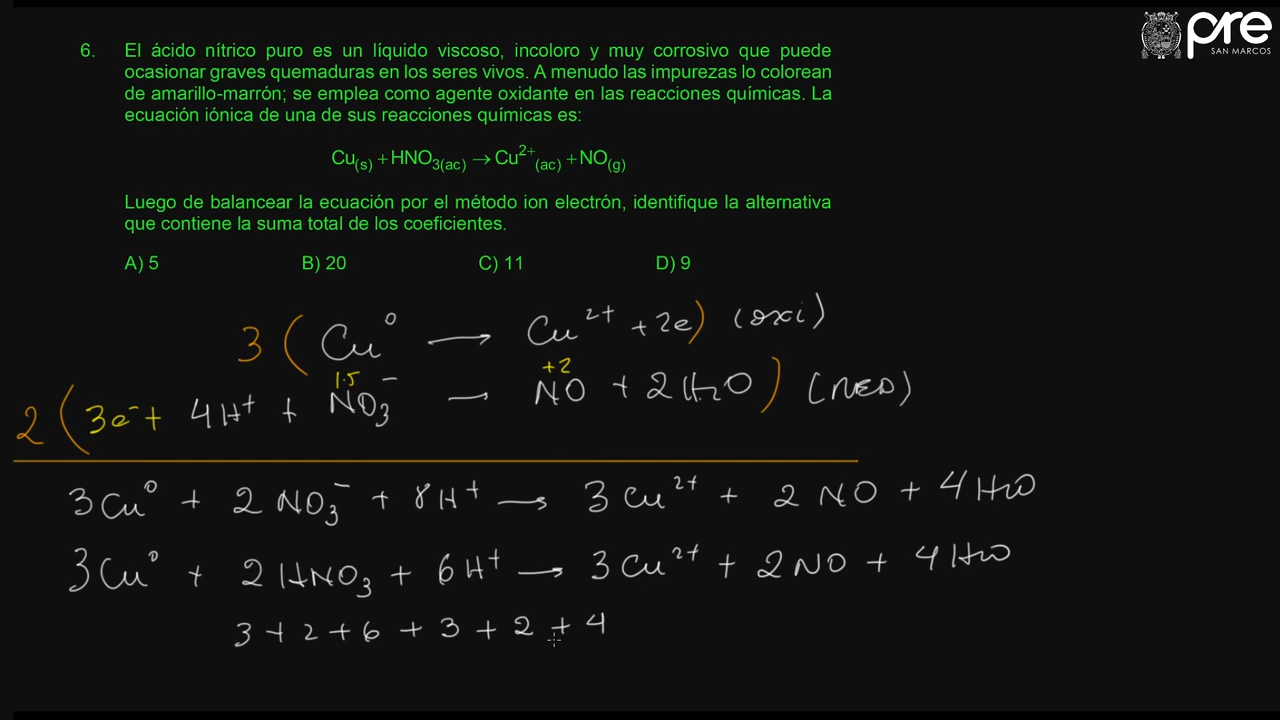 pre
SAN MARCOS
6. El ácido nítrico puro es un líquido viscoso, incoloro y muy corrosivo que puede
ocasionar graves quemaduras en los seres vivos. A menudo las impurezas lo colorean
de amarillo-marrón; se emplea como agente oxidante en las reacciones químicas. La
ecuación iónica de una de sus reacciones químicas es:
Cu(s) + HNO3(ac) → Cu²⁺(ac) + NO(g)
Luego de balancear la ecuación por el método ion electrón, identifique la alternativa
que contiene la suma total de los coeficientes.
A) 5 B) 20 C) 11 D) 9
3 ( Cu⁰ → Cu²⁺ + 2e ) (oxi)
1.5 +2
2 ( 3e⁻ + 4H⁺ + NO₃⁻ → NO + 2H₂O ) (RED)
3Cu⁰ + 2NO₃⁻ + 8H⁺ → 3Cu²⁺ + 2NO + 4H₂O
3Cu⁰ + 2HNO₃ + 6H⁺ → 3Cu²⁺ + 2NO + 4H₂O
3 + 2 + 6 + 3 + 2 + 4